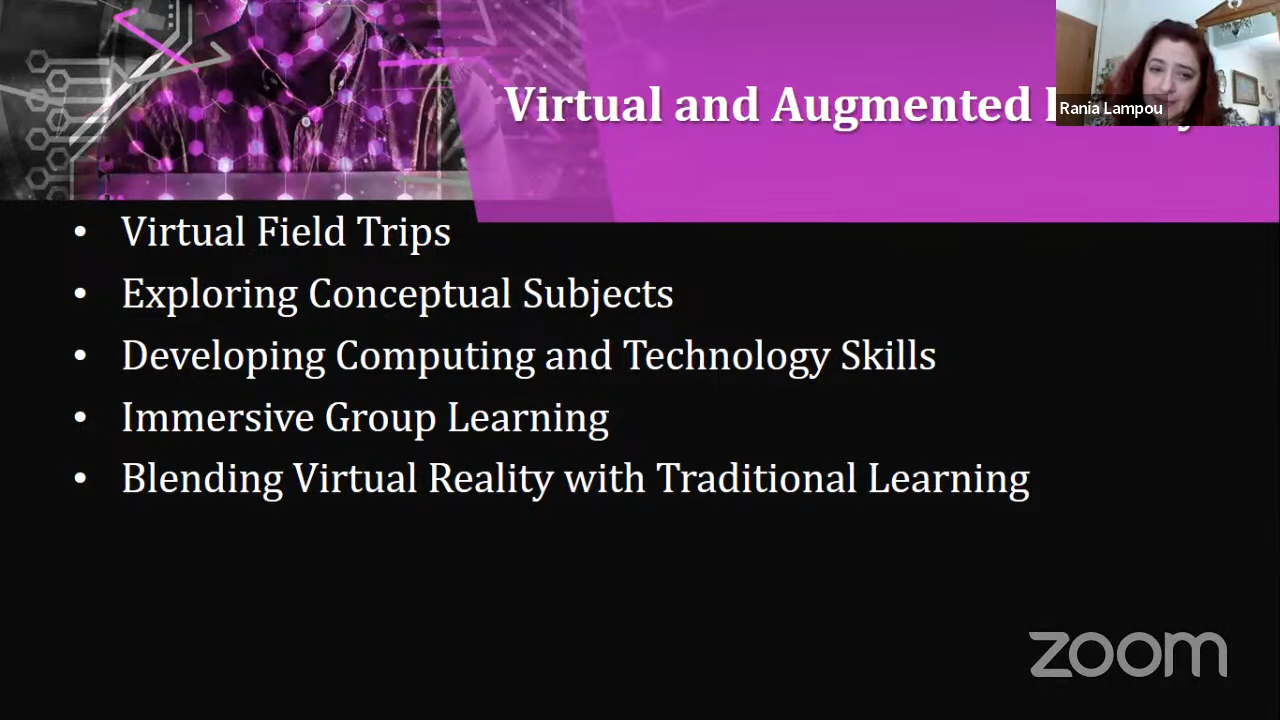 Virtual and Augmented
Rania Lampou
• Virtual Field Trips
• Exploring Conceptual Subjects
• Developing Computing and Technology Skills
• Immersive Group Learning
• Blending Virtual Reality with Traditional Learning
zoom